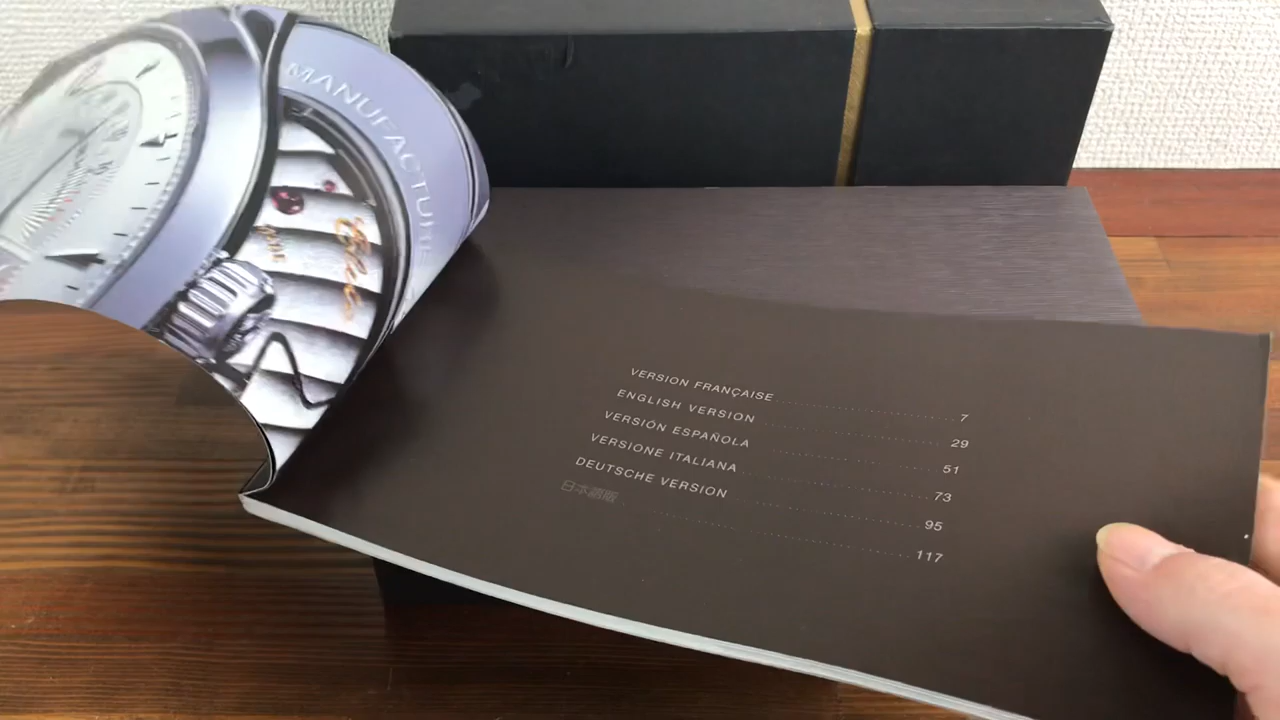 MANUFACTURE
VERSION FRANÇAISE 7
ENGLISH VERSION 29
VERSIÓN ESPAÑOLA 51
VERSIONE ITALIANA 73
DEUTSCHE VERSION 95
日本語版 117